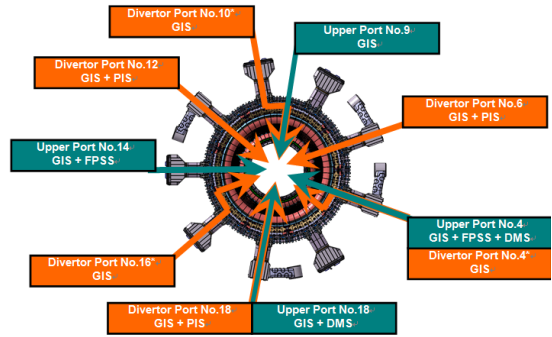 Divertor Port No.10*
GIS
Upper Port No.9
GIS
Divertor Port No.12
GIS + PIS
Divertor Port No.6
GIS + PIS
Upper Port No.14
GIS + FPSS
Upper Port No.4
GIS + FPSS + DMS
Divertor Port No.4*
GIS
Divertor Port No.16*
GIS
Divertor Port No.18
GIS + PIS
Upper Port No.18
GIS + DMS